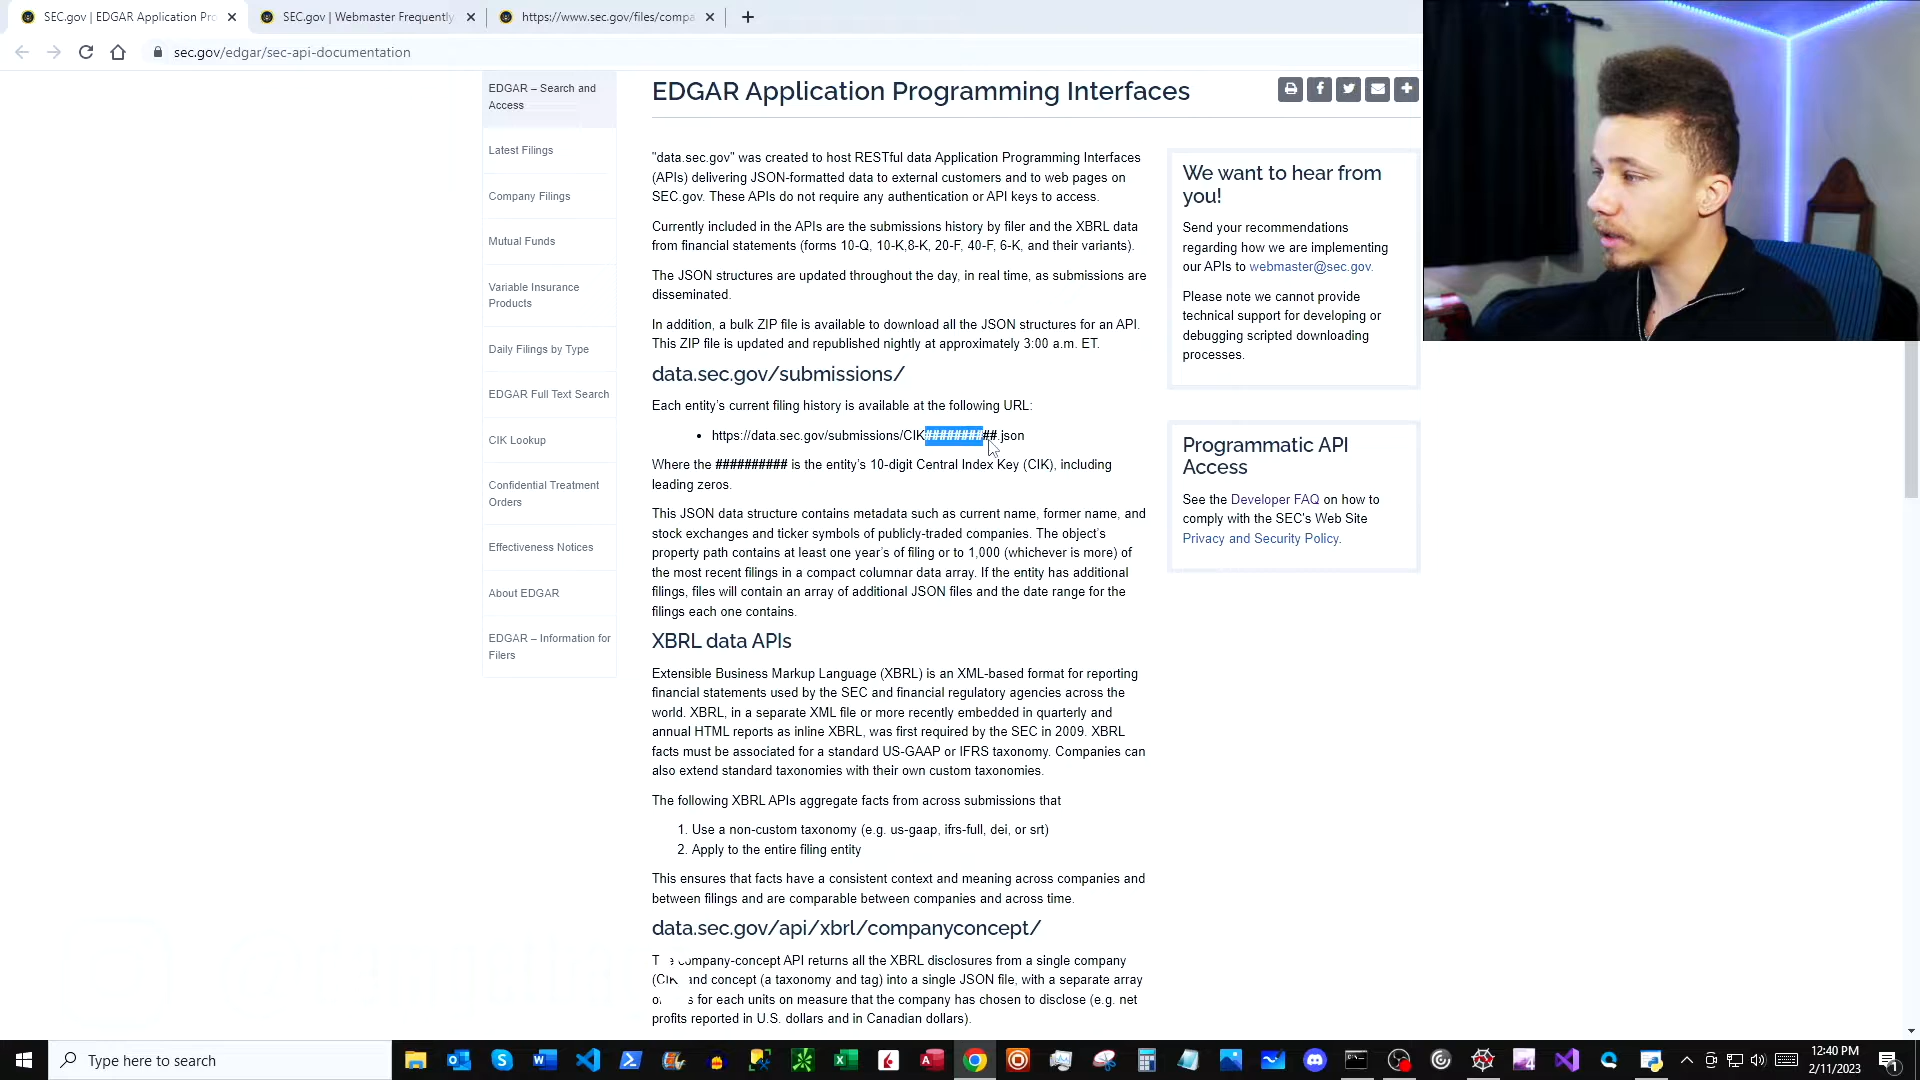 SEC.gov | EDGAR Application Pro
SEC.gov | Webmaster Frequently
https://www.sec.gov/files/compa
sec.gov/edgar/sec-api-documentation
EDGAR – Search and
Access
Latest Filings
Company Filings
Mutual Funds
Variable Insurance
Products
Daily Filings by Type
EDGAR Full Text Search
CIK Lookup
Confidential Treatment
Orders
Effectiveness Notices
About EDGAR
EDGAR – Information for
Filers
EDGAR Application Programming Interfaces
"data.sec.gov" was created to host RESTful data Application Programming Interfaces
(APIs) delivering JSON-formatted data to external customers and to web pages on
SEC.gov. These APIs do not require any authentication or API keys to access.
Currently included in the APIs are the submissions history by filer and the XBRL data
from financial statements (forms 10-Q, 10-K,8-K, 20-F, 40-F, 6-K, and their variants).
The JSON structures are updated throughout the day, in real time, as submissions are
disseminated.
In addition, a bulk ZIP file is available to download all the JSON structures for an API.
This ZIP file is updated and republished nightly at approximately 3:00 a.m. ET.
data.sec.gov/submissions/
Each entity's current filing history is available at the following URL:
• https://data.sec.gov/submissions/CIK##########.json
Where the ########## is the entity's 10-digit Central Index Key (CIK), including
leading zeros.
This JSON data structure contains metadata such as current name, former name, and
stock exchanges and ticker symbols of publicly-traded companies. The object's
property path contains at least one year's of filing or to 1,000 (whichever is more) of
the most recent filings in a compact columnar data array. If the entity has additional
filings, files will contain an array of additional JSON files and the date range for the
filings each one contains.
XBRL data APIs
Extensible Business Markup Language (XBRL) is an XML-based format for reporting
financial statements used by the SEC and financial regulatory agencies across the
world. XBRL, in a separate XML file or more recently embedded in quarterly and
annual HTML reports as inline XBRL, was first required by the SEC in 2009. XBRL
facts must be associated for a standard US-GAAP or IFRS taxonomy. Companies can
also extend standard taxonomies with their own custom taxonomies.
The following XBRL APIs aggregate facts from across submissions that
1. Use a non-custom taxonomy (e.g. us-gaap, ifrs-full, dei, or srt)
2. Apply to the entire filing entity
This ensures that facts have a consistent context and meaning across companies and
between filings and are comparable between companies and across time.
data.sec.gov/api/xbrl/companyconcept/
company-concept API returns all the XBRL disclosures from a single company
and concept (a taxonomy and tag) into a single JSON file, with a separate array
for each units on measure that the company has chosen to disclose (e.g. net
profits reported in U.S. dollars and in Canadian dollars).
We want to hear from
you!
Send your recommendations
regarding how we are implementing
our APIs to webmaster@sec.gov.
Please note we cannot provide
technical support for developing or
debugging scripted downloading
processes.
Programmatic API
Access
See the Developer FAQ on how to
comply with the SEC's Web Site
Privacy and Security Policy.
Type here to search
12:40 PM
2/11/2023